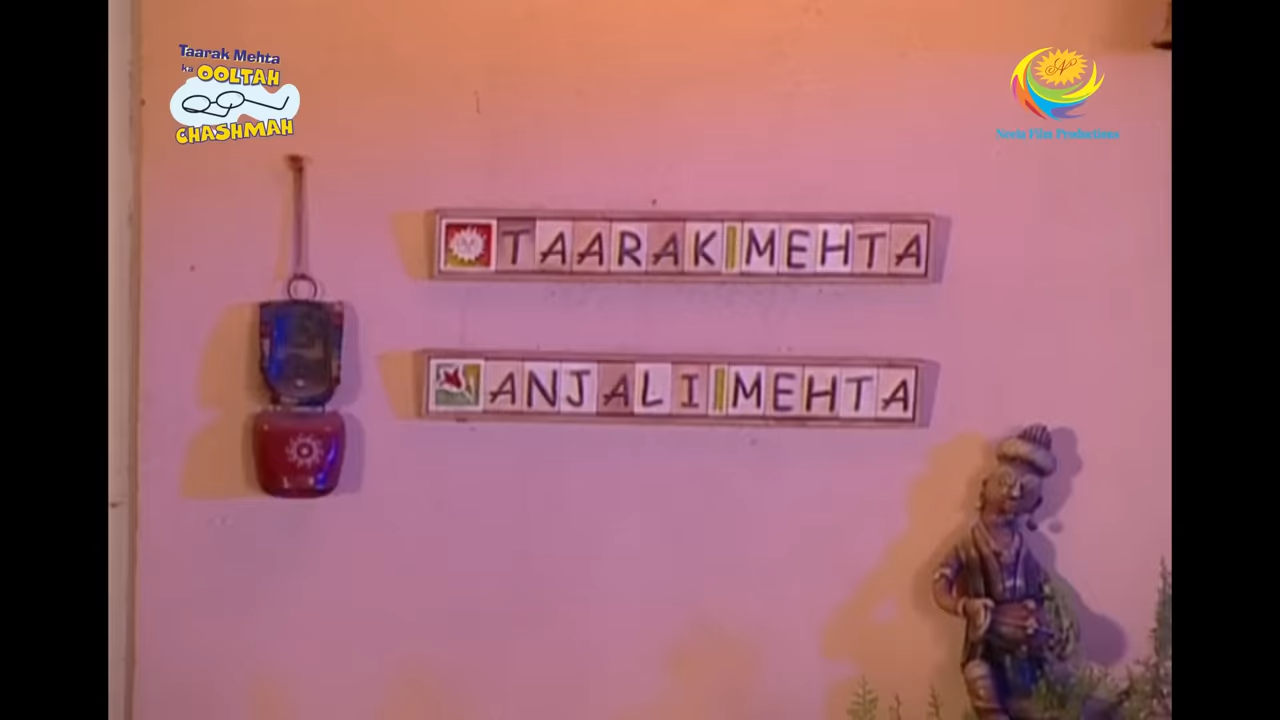 Taarak Mehta
ka OOLTAH
CHASHMAH
Neela Film Productions
TAARAK MEHTA
ANJALI MEHTA